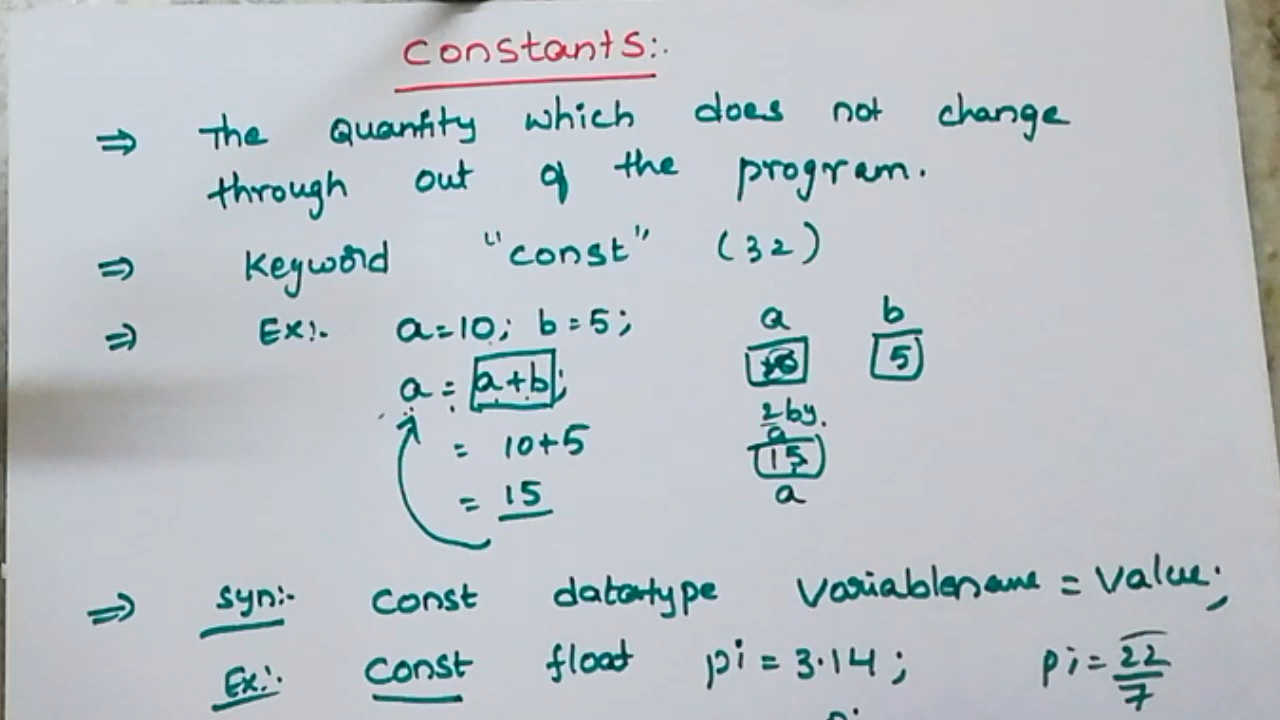 Constants:.
⇒ The Quantity which does not change
through out of the program.
⇒ Keyword "const" (32)
⇒ Ex:. a=10; b=5; a b
a = a+b; 5
2by.
a
= 10+5 15
= 15 a
⇒ Syn:- const datatype Variablename = Value;
Ex:. const float pi = 3.14; pi = 22/7